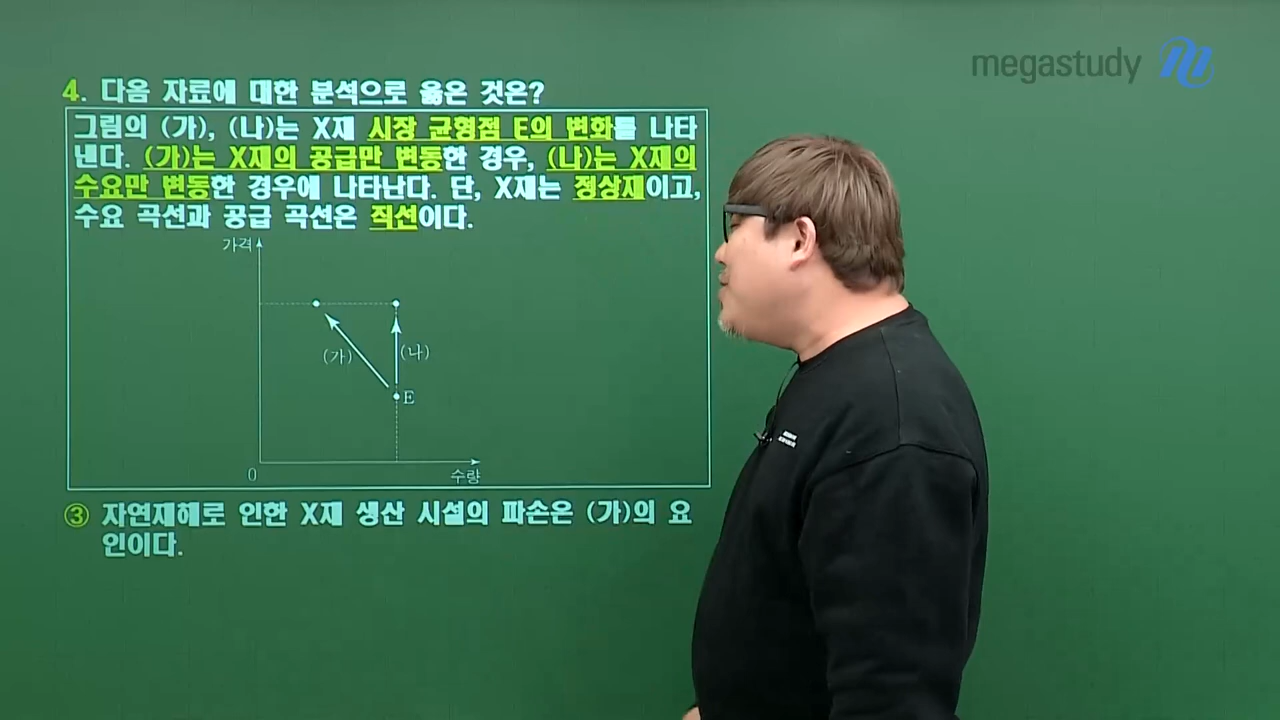 megastudy
4. 다음 자료에 대한 분석으로 옳은 것은?
그림의 (가), (나)는 X재 시장 균형점 E의 변화를 나타
낸다. (가)는 X재의 공급만 변동한 경우, (나)는 X재의
수요만 변동한 경우에 나타난다. 단, X재는 정상재이고,
수요 곡선과 공급 곡선은 직선이다.
가격
(가)
(나)
E
0
수량
③ 자연재해로 인한 X재 생산 시설의 파손은 (가)의 요
인이다.